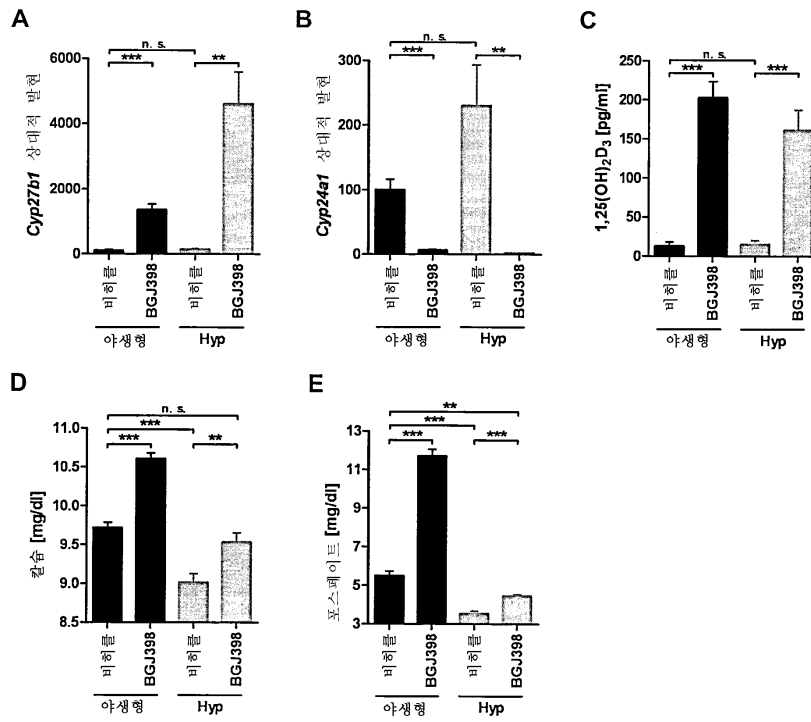 A
n. s.
***
**
6000
4000
2000
0
Cyp27b1 상대적 발현
비히클
BGJ398
비히클
BGJ398
야생형
Hyp
B
***
**
300
200
100
0
Cyp24a1 상대적 발현
비히클
BGJ398
비히클
BGJ398
야생형
Hyp
C
n. s.
***
***
250
200
150
100
50
0
1,25(OH)2D3 [pg/ml]
비히클
BGJ398
비히클
BGJ398
야생형
Hyp
D
n. s.
***
***
**
11.0
10.5
10.0
9.5
9.0
8.5
칼슘 [mg/dl]
비히클
BGJ398
비히클
BGJ398
야생형
Hyp
E
**
***
***
***
13
11
9
7
5
3
포스페이트 [mg/dl]
비히클
BGJ398
비히클
BGJ398
야생형
Hyp